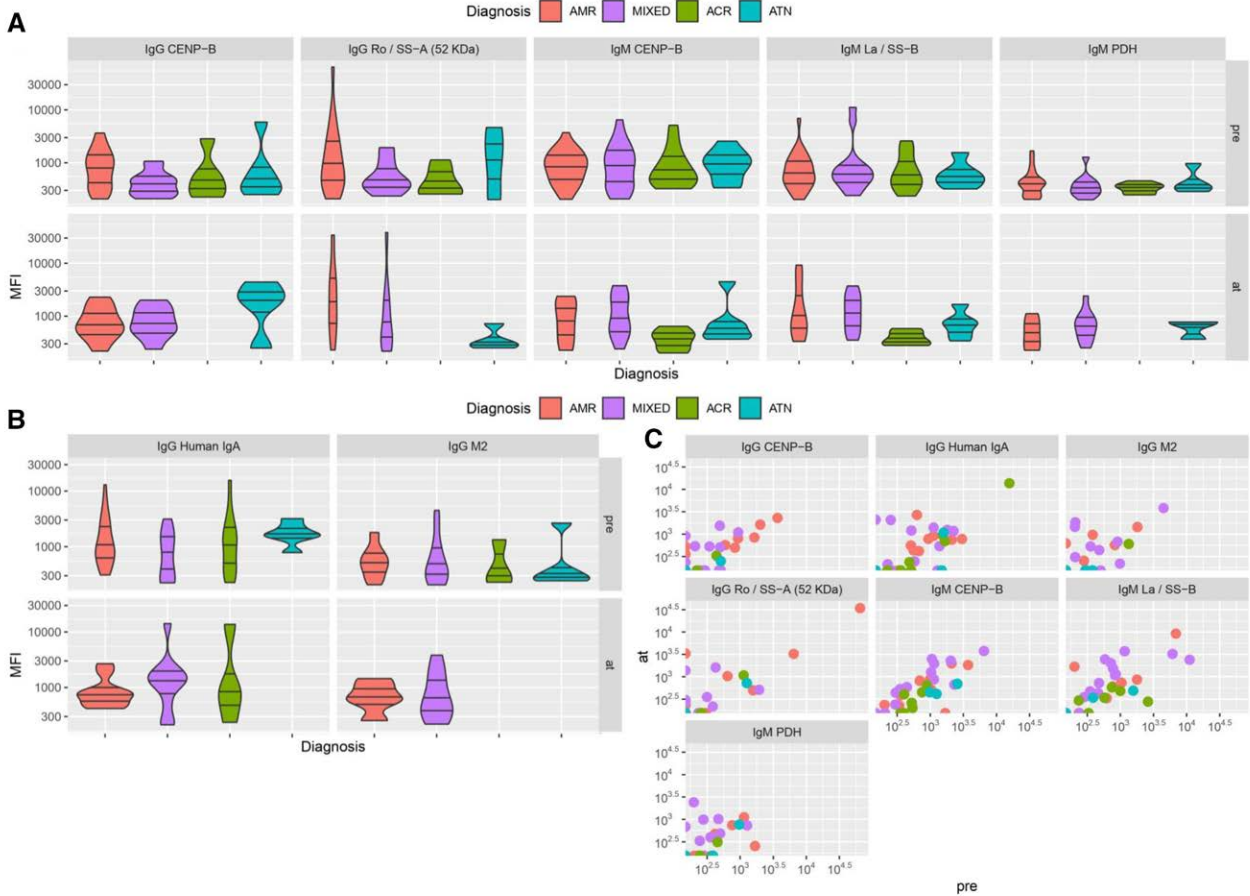 Diagnosis AMR MIXED ACR ATN
A
IgG CENP−B IgG Ro / SS−A (52 KDa) IgM CENP−B IgM La / SS−B IgM PDH
30000
10000
3000
1000
300
pre
30000
10000
3000
1000
300
at
MFI
Diagnosis
Diagnosis AMR MIXED ACR ATN
B
IgG Human IgA IgG M2
30000
10000
3000
1000
300
pre
30000
10000
3000
1000
300
at
MFI
Diagnosis
C
IgG CENP−B IgG Human IgA IgG M2
10^4.5
10^4
10^3.5
10^3
10^2.5
IgG Ro / SS−A (52 KDa) IgM CENP−B IgM La / SS−B
10^4.5
10^4
10^3.5
10^3
10^2.5
10^2.5 10^3 10^3.5 10^4 10^4.5 10^2.5 10^3 10^3.5 10^4 10^4.5
IgM PDH
10^4.5
10^4
10^3.5
10^3
10^2.5
10^2.5 10^3 10^3.5 10^4 10^4.5
at
pre